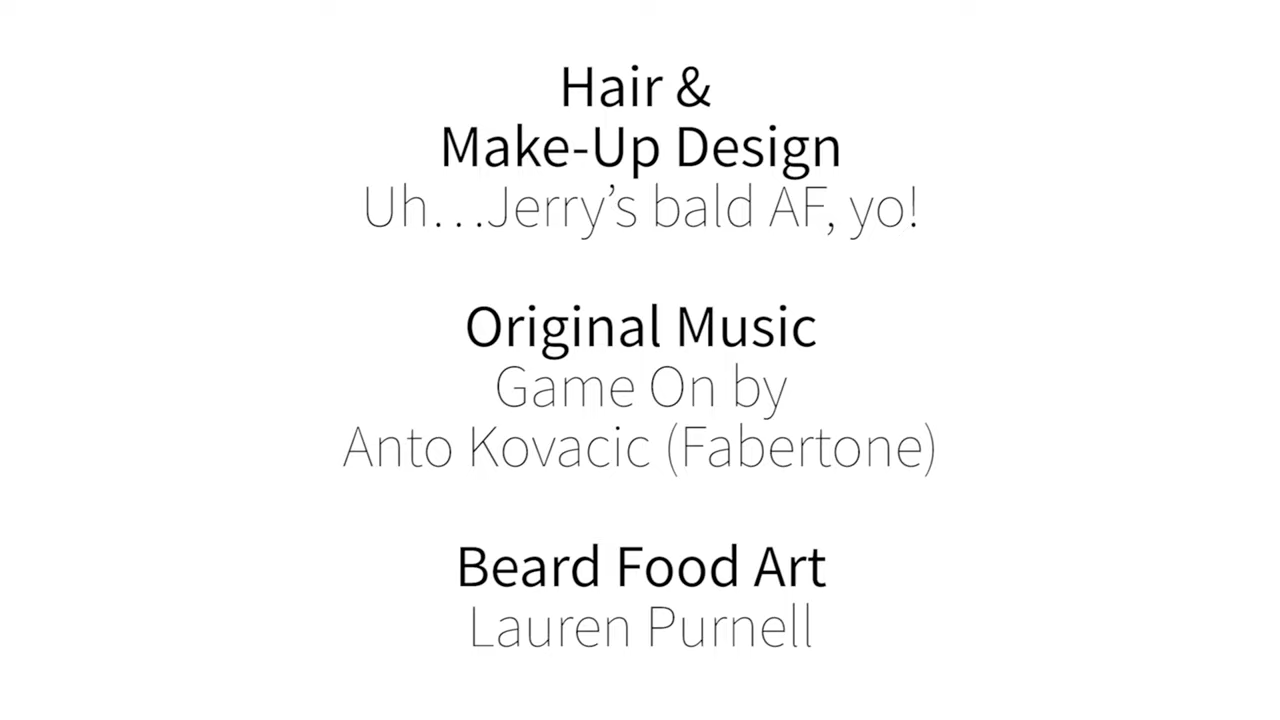 Hair &
Make-Up Design
Uh…Jerry’s bald AF, yo!
Original Music
Game On by
Anto Kovacic (Fabertone)
Beard Food Art
Lauren Purnell